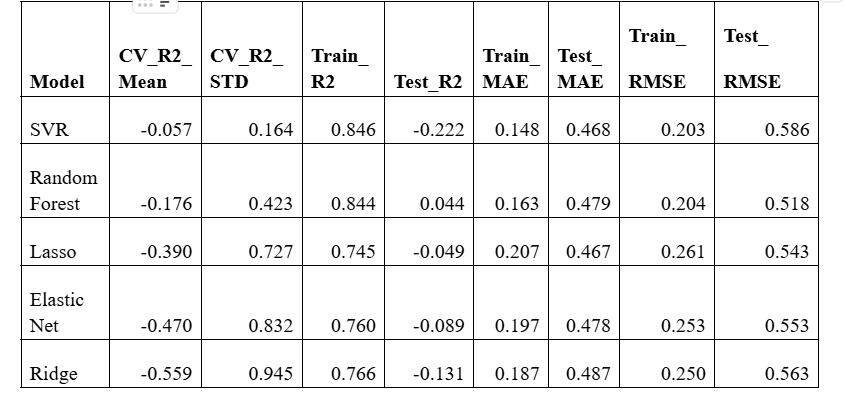 Model CV_R2_ Mean CV_R2_ STD Train_ R2 Test_R2 Train_ MAE Test_ MAE Train_ RMSE Test_ RMSE
SVR -0.057 0.164 0.846 -0.222 0.148 0.468 0.203 0.586
Random
Forest -0.176 0.423 0.844 0.044 0.163 0.479 0.204 0.518
Lasso -0.390 0.727 0.745 -0.049 0.207 0.467 0.261 0.543
Elastic
Net -0.470 0.832 0.760 -0.089 0.197 0.478 0.253 0.553
Ridge -0.559 0.945 0.766 -0.131 0.187 0.487 0.250 0.563